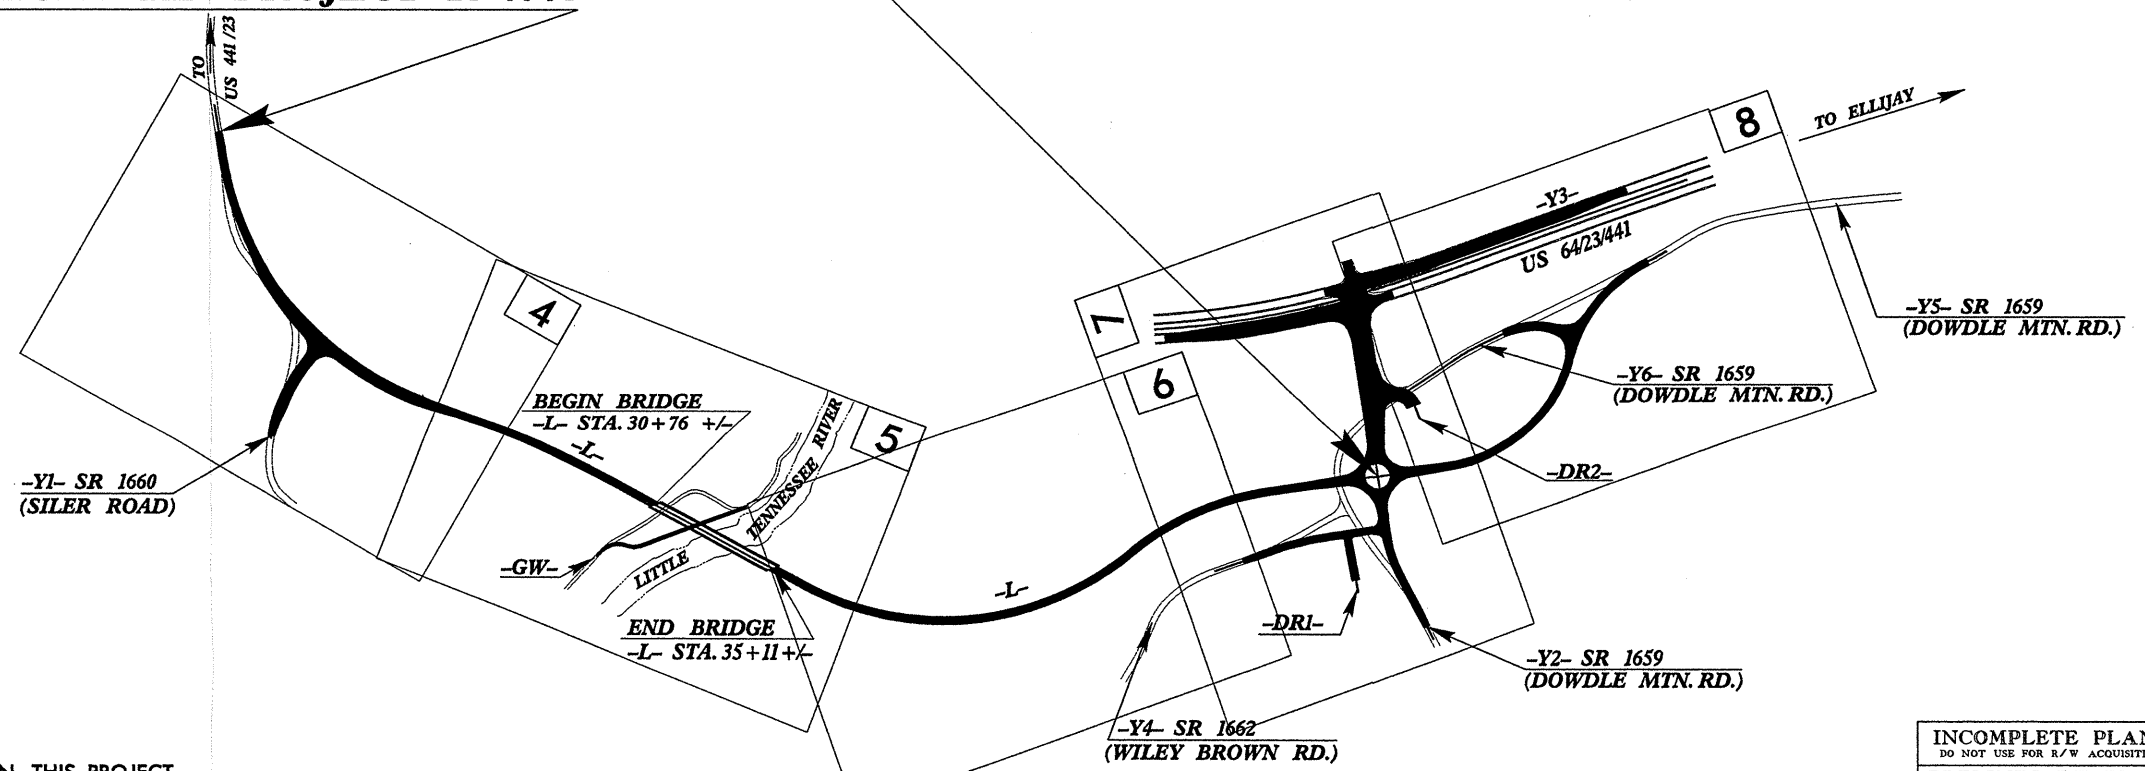 TO
US 441/23
4
5
6
7
8
TO ELLIJAY
-Y3-
US 64/23/441
-Y5- SR 1659
(DOWDLE MTN. RD.)
-Y6- SR 1659
(DOWDLE MTN. RD.)
BEGIN BRIDGE
-L- STA. 30+76 +/-
-L-
LITTLE TENNESSEE RIVER
-Y1- SR 1660
(SILER ROAD)
-DR2-
-GW-
-L-
END BRIDGE
-L- STA. 35+11 +/-
-DR1-
-Y2- SR 1659
(DOWDLE MTN. RD.)
-Y4- SR 1662
(WILEY BROWN RD.)
INCOMPLETE PLAN
DO NOT USE FOR R/W ACQUISITI
THIS PROJECT